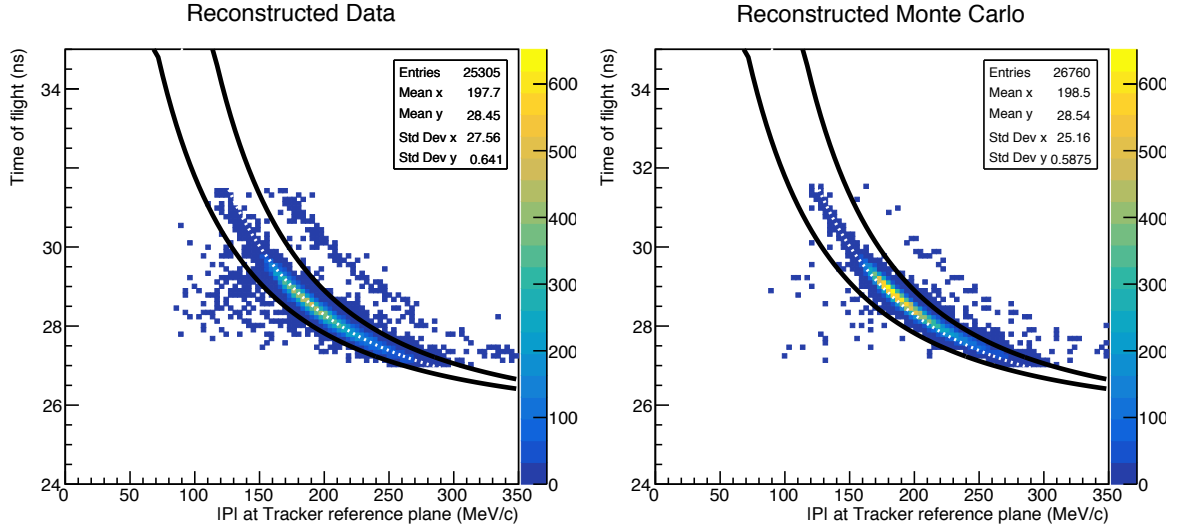 Reconstructed Data
Time of flight (ns)
34
32
30
28
26
24
0 50 100 150 200 250 300 350
|P| at Tracker reference plane (MeV/c)
Entries 25305
Mean x 197.7
Mean y 28.45
Std Dev x 27.56
Std Dev y 0.641
600
500
400
300
200
100
0
Reconstructed Monte Carlo
Time of flight (ns)
34
32
30
28
26
24
0 50 100 150 200 250 300 350
|P| at Tracker reference plane (MeV/c)
Entries 26760
Mean x 198.5
Mean y 28.54
Std Dev x 25.16
Std Dev y 0.5875
600
500
400
300
200
100
0